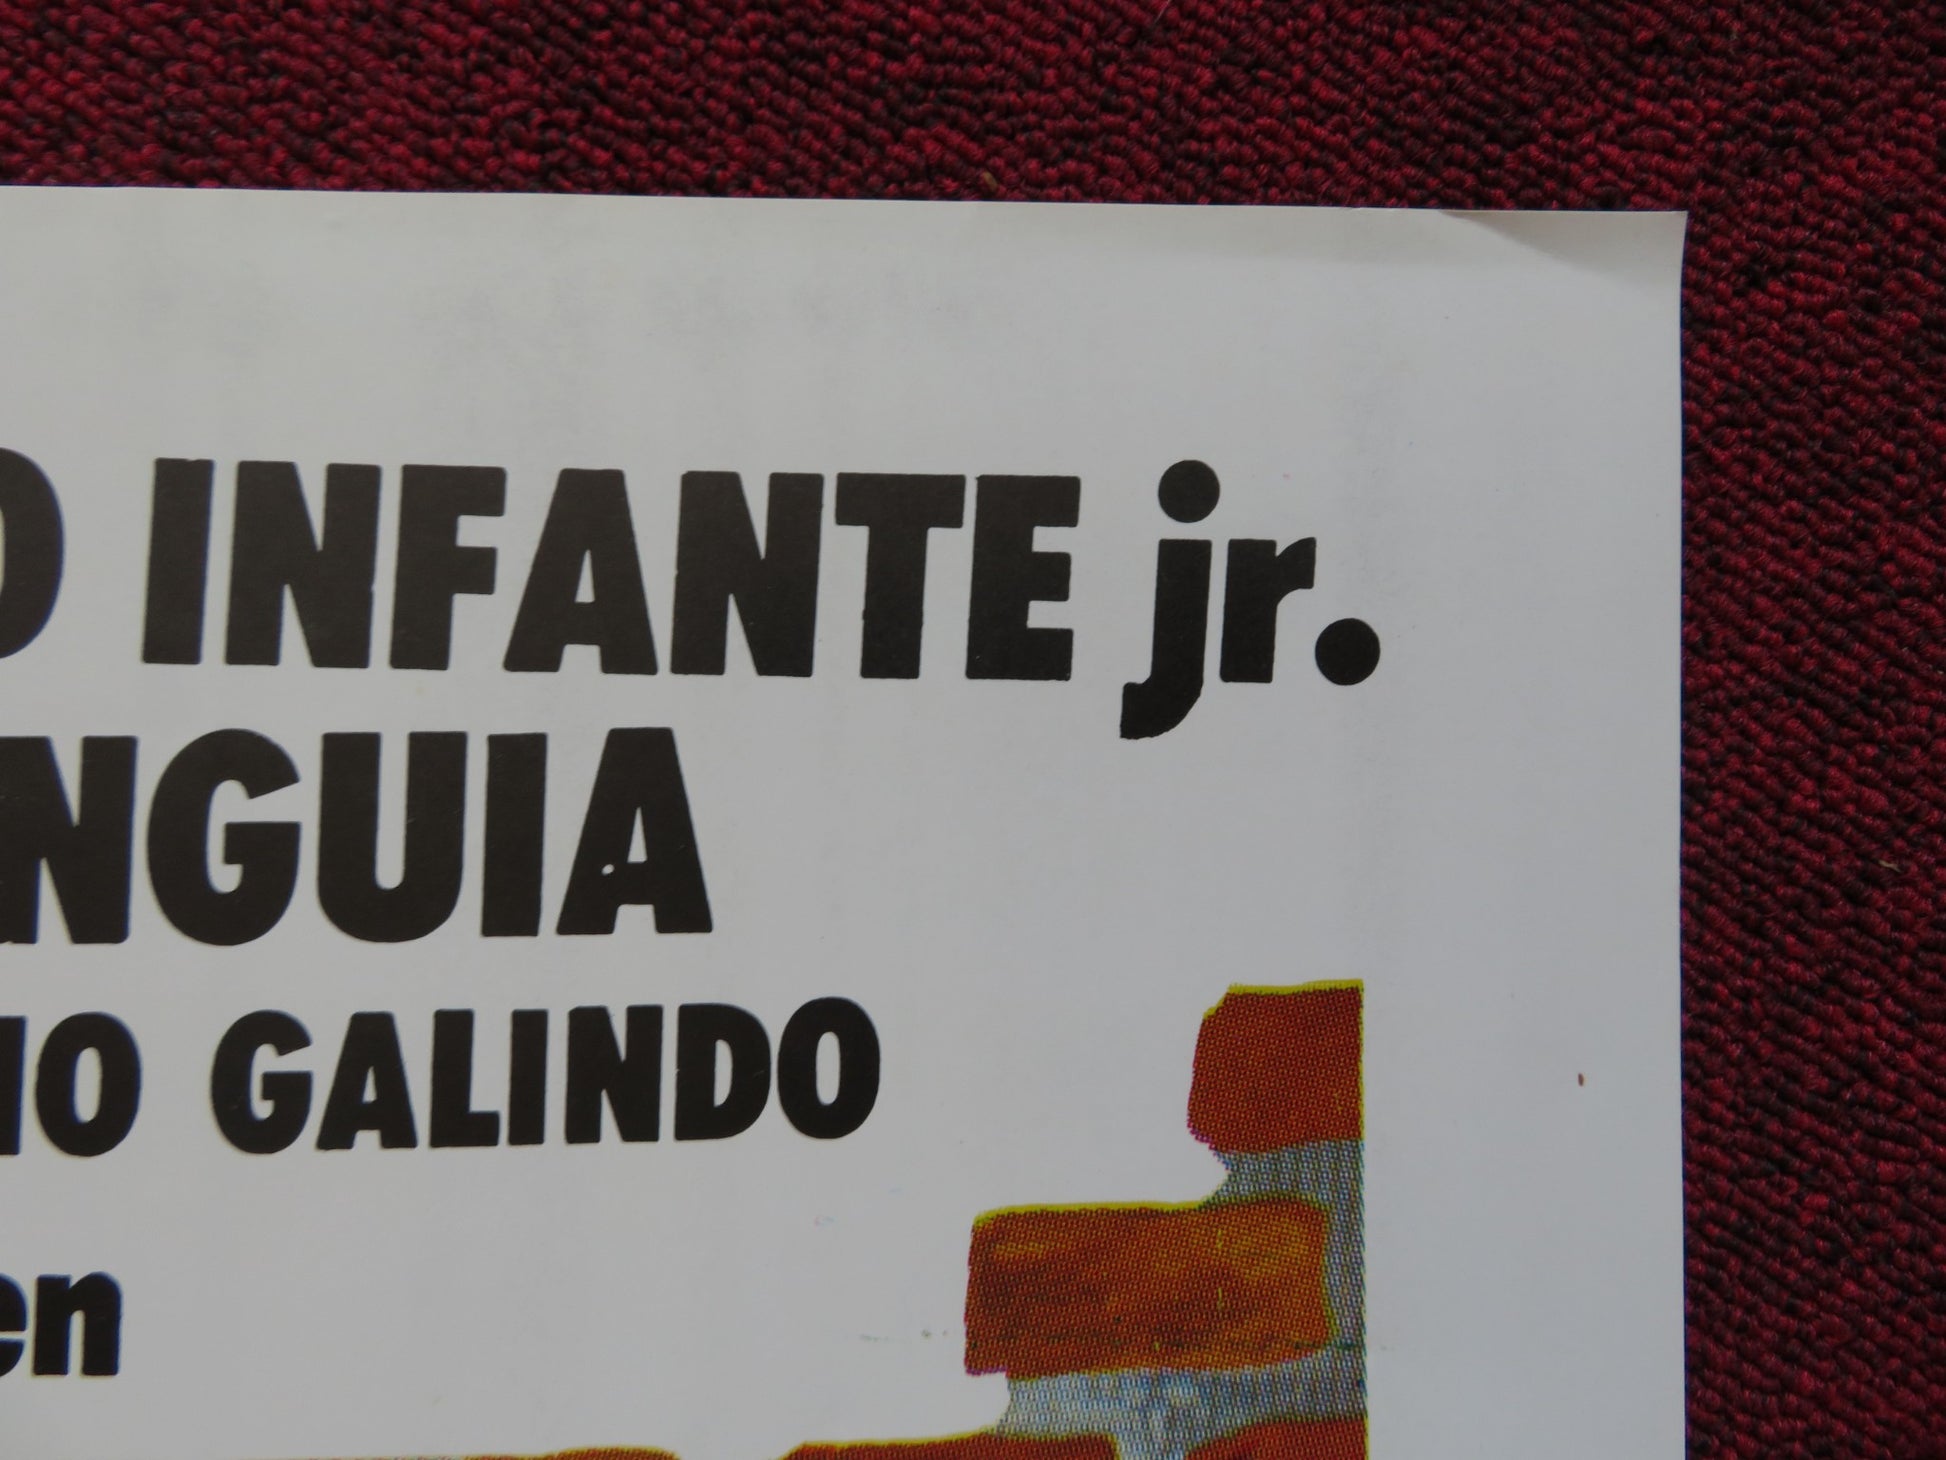 O INFANTE jr.
NGUIA
IO GALINDO
en